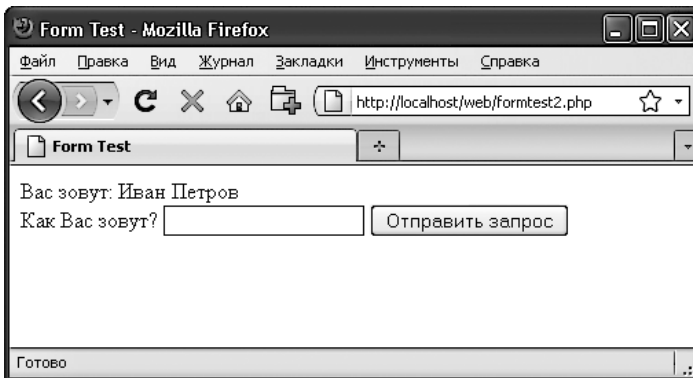 Form Test - Mozilla Firefox
Файл Правка Вид Журнал Закладки Инструменты Справка
http://localhost/web/formtest2.php
Form Test
Вас зовут: Иван Петров
Как Вас зовут? Отправить запрос
Готово